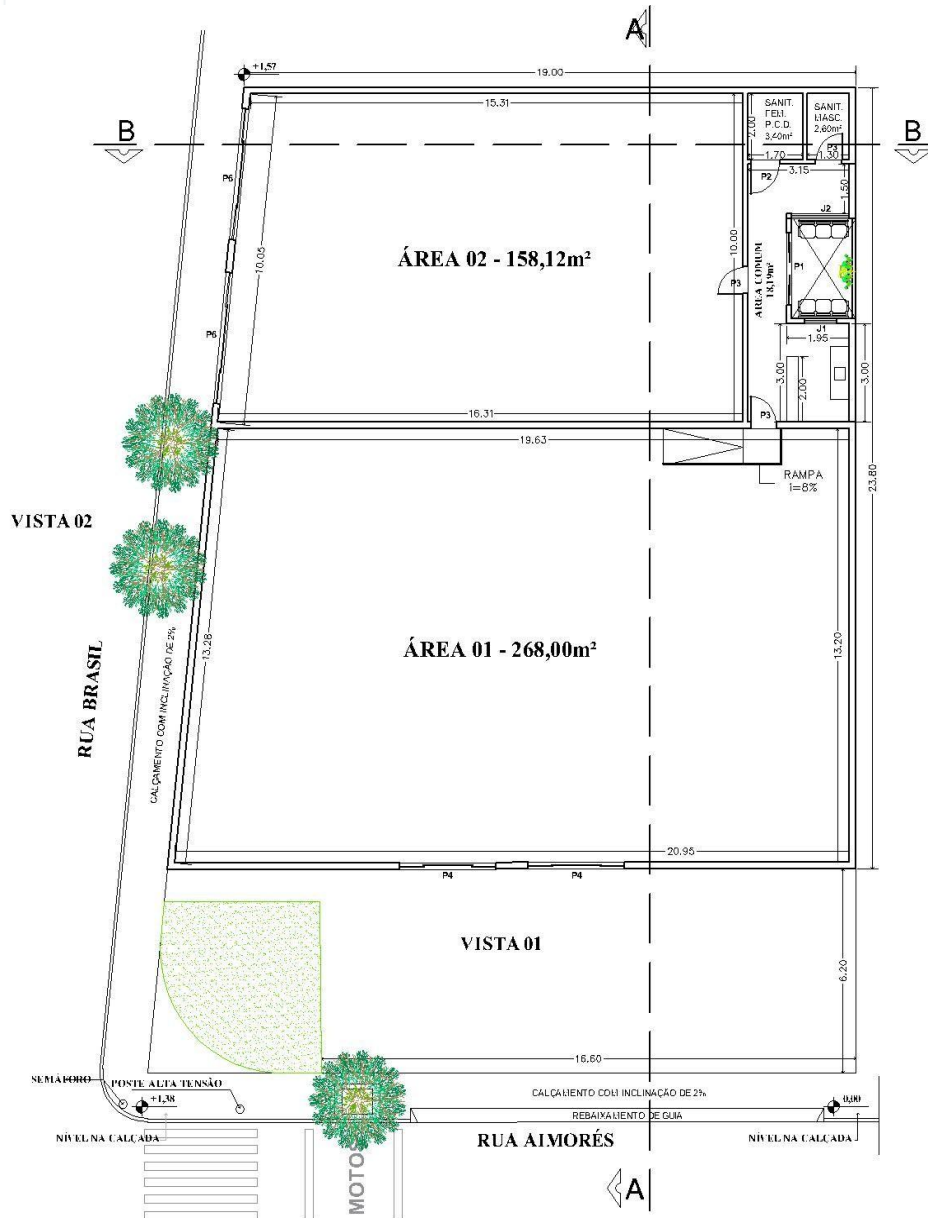 A
+1,57
19.00
15.31
SANIT.
FEM.
P.C.D.
3,40m²
SANIT.
MASC.
2,60m²
2.00
B
B
P3
1.70
1.30
3.15
P6
P2
1.50
J2
10.05
ÁREA 02 - 158,12m²
10.00
ÁREA COMUM
18,19m²
P1
P3
P6
J1
1.95
3.00
2.00
3.00
16.31
P3
19.63
RAMPA
i=8%
23.80
VISTA 02
RUA BRASIL
CALÇAMENTO COM INCLINAÇÃO DE 2%
13.28
ÁREA 01 - 268,00m²
13.20
20.95
P4
P4
VISTA 01
6.20
16.60
SEMÁFORO
POSTE ALTA TENSÃO
CALÇAMENTO COM INCLINAÇÃO DE 2%
+1,38
0,00
REBAIXAMENTO DE GUIA
NÍVEL NA CALÇADA
RUA AIMORÉS
NÍVEL NA CALÇADA
MOTOS
A